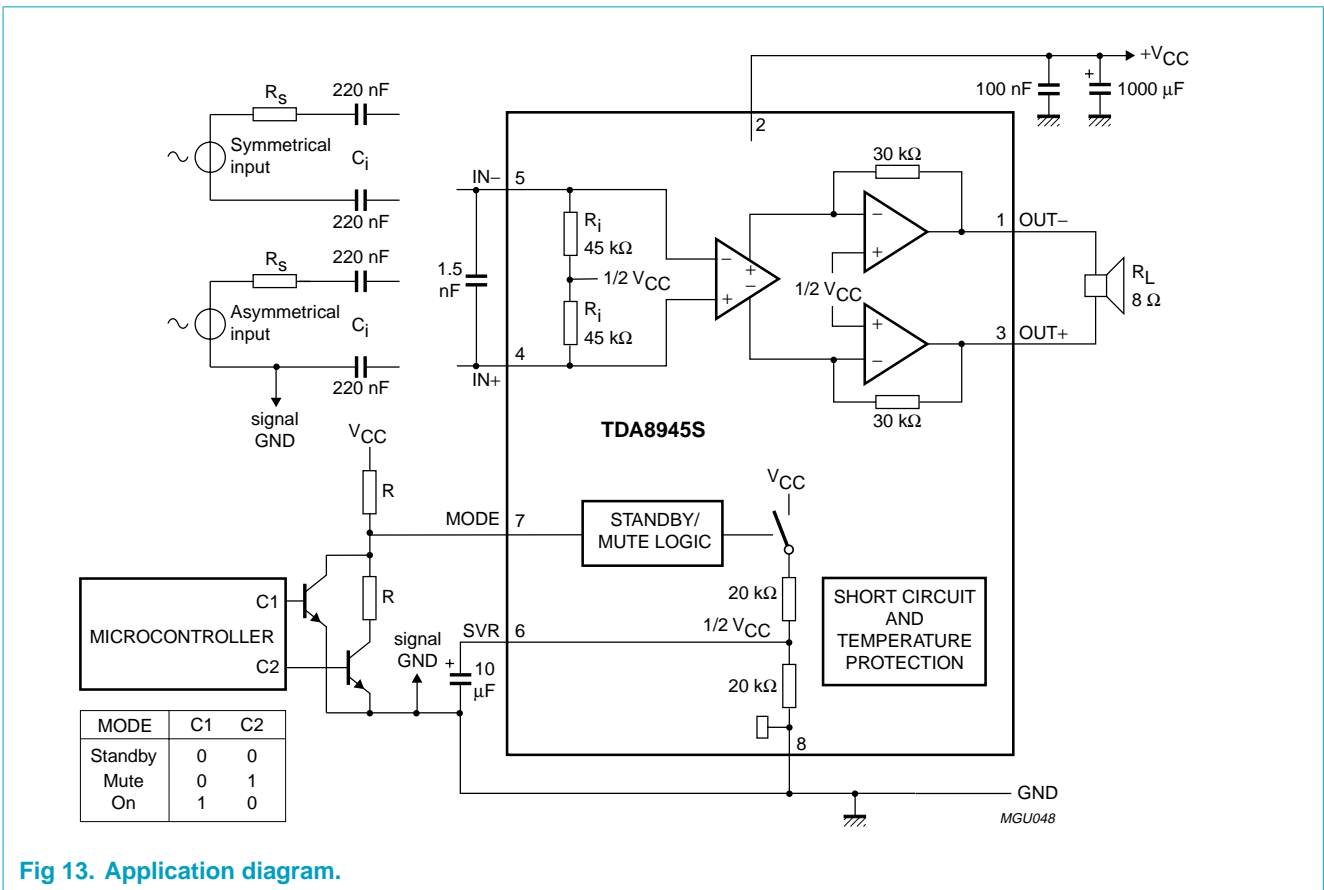 +VCC
RS
220 nF
Symmetrical
input
Ci
220 nF
100 nF
+
1000 μF
2
30 kΩ
IN−
5
Ri
45 kΩ
1/2 VCC
1.5
nF
Ri
45 kΩ
4
IN+
−
+
+
−
−
+
1/2 VCC
+
−
30 kΩ
1
OUT−
RL
8 Ω
3
OUT+
RS
220 nF
Asymmetrical
input
Ci
220 nF
signal
GND
TDA8945S
VCC
R
MODE
7
STANDBY/
MUTE LOGIC
VCC
20 kΩ
SHORT CIRCUIT
AND
TEMPERATURE
PROTECTION
MICROCONTROLLER
C1
C2
R
signal
GND
SVR
6
1/2 VCC
+
10
μF
20 kΩ
8
MODE C1 C2
Standby 0 0
Mute 0 1
On 1 0
GND
MGU048
Fig 13. Application diagram.